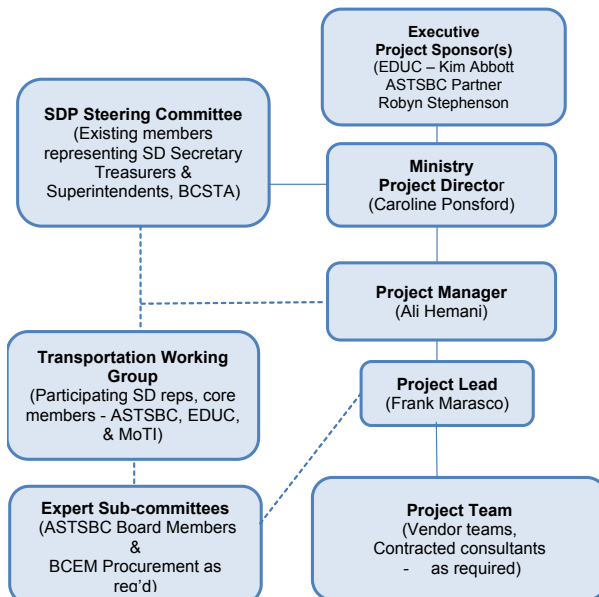 Executive
Project Sponsor(s)
(EDUC – Kim Abbott
ASTSBC Partner
Robyn Stephenson
SDP Steering Committee
(Existing members
representing SD Secretary
Treasurers &
Superintendents, BCSTA)
Ministry
Project Director
(Caroline Ponsford)
Project Manager
(Ali Hemani)
Transportation Working
Group
(Participating SD reps, core
members - ASTSBC, EDUC,
& MoTI)
Project Lead
(Frank Marasco)
Expert Sub-committees
(ASTSBC Board Members
&
BCEM Procurement as
req'd)
Project Team
(Vendor teams,
Contracted consultants
- as required)